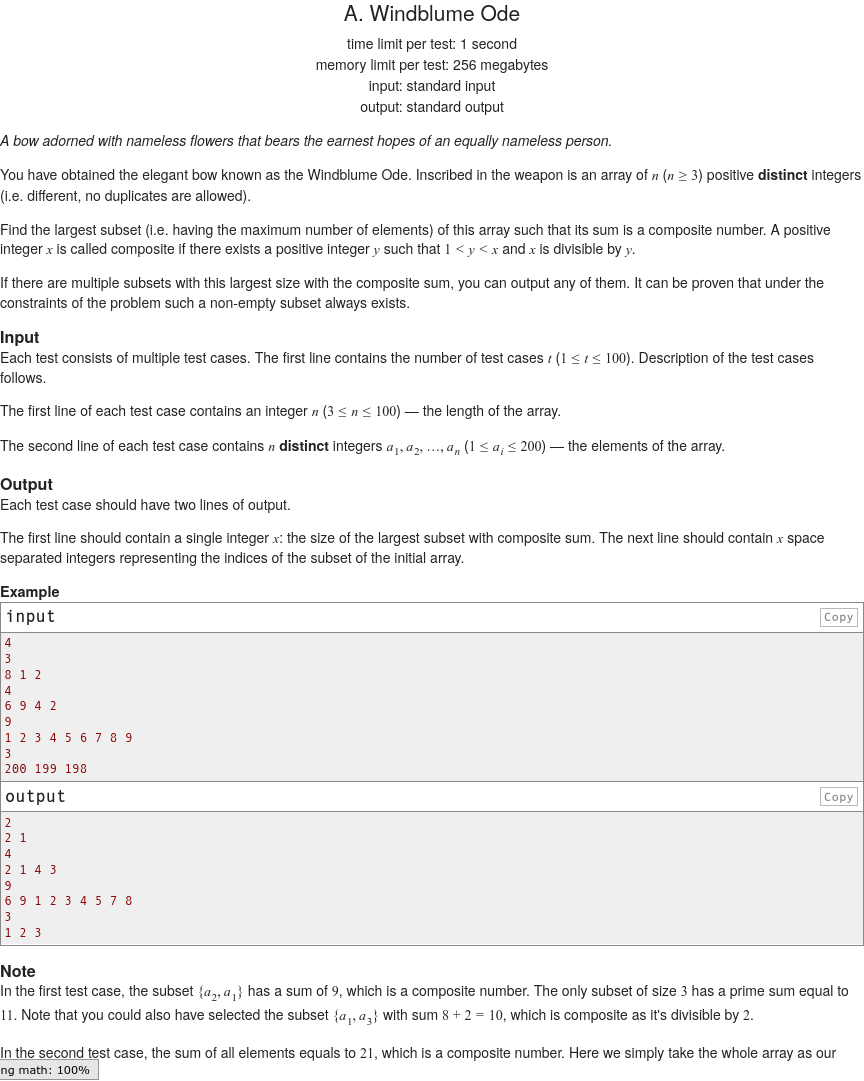 A. Windblume Ode
time limit per test: 1 second
memory limit per test: 256 megabytes
input: standard input
output: standard output
A bow adorned with nameless flowers that bears the earnest hopes of an equally nameless person.
You have obtained the elegant bow known as the Windblume Ode. Inscribed in the weapon is an array of n (n ≥ 3) positive distinct integers
(i.e. different, no duplicates are allowed).
Find the largest subset (i.e. having the maximum number of elements) of this array such that its sum is a composite number. A positive
integer x is called composite if there exists a positive integer y such that 1 < y < x and x is divisible by y.
If there are multiple subsets with this largest size with the composite sum, you can output any of them. It can be proven that under the
constraints of the problem such a non-empty subset always exists.
Input
Each test consists of multiple test cases. The first line contains the number of test cases t (1 ≤ t ≤ 100). Description of the test cases
follows.
The first line of each test case contains an integer n (3 ≤ n ≤ 100) — the length of the array.
The second line of each test case contains n distinct integers a1, a2, …, an (1 ≤ ai ≤ 200) — the elements of the array.
Output
Each test case should have two lines of output.
The first line should contain a single integer x: the size of the largest subset with composite sum. The next line should contain x space
separated integers representing the indices of the subset of the initial array.
Example
input Copy
4
3
8 1 2
4
6 9 4 2
9
1 2 3 4 5 6 7 8 9
3
200 199 198
output Copy
2
2 1
4
2 1 4 3
9
6 9 1 2 3 4 5 7 8
3
1 2 3
Note
In the first test case, the subset {a2, a1} has a sum of 9, which is a composite number. The only subset of size 3 has a prime sum equal to
11. Note that you could also have selected the subset {a1, a3} with sum 8 + 2 = 10, which is composite as it's divisible by 2.
In the second test case, the sum of all elements equals to 21, which is a composite number. Here we simply take the whole array as our
ng math: 100%